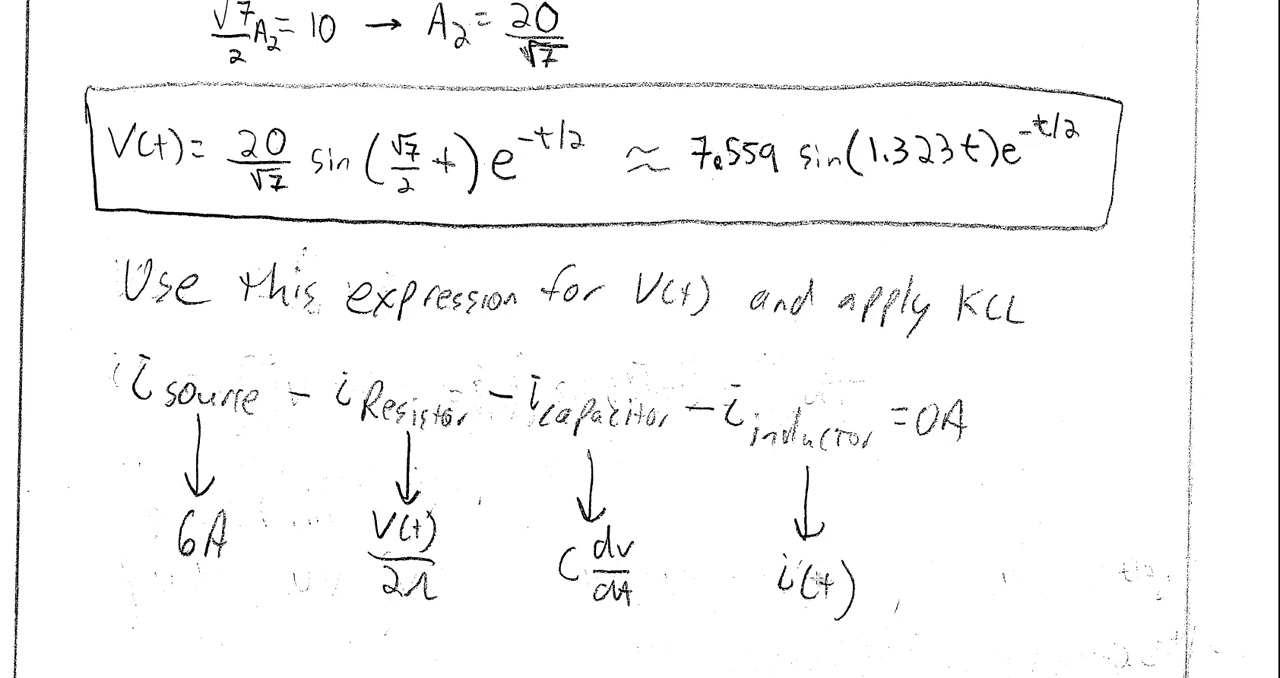 √7/2 A₂ = 10 → A₂ = 20/√7
V(t) = 20/√7 sin(√7/2 t) e^(-t/2) ≈ 7.559 sin(1.323t)e^(-t/2)
Use this expression for V(t) and apply KCL
i source - i Resistor - i capacitor - i inductor = 0A
↓ ↓ ↓ ↓
6A V(t)/2Ω C dv/dt i(t)